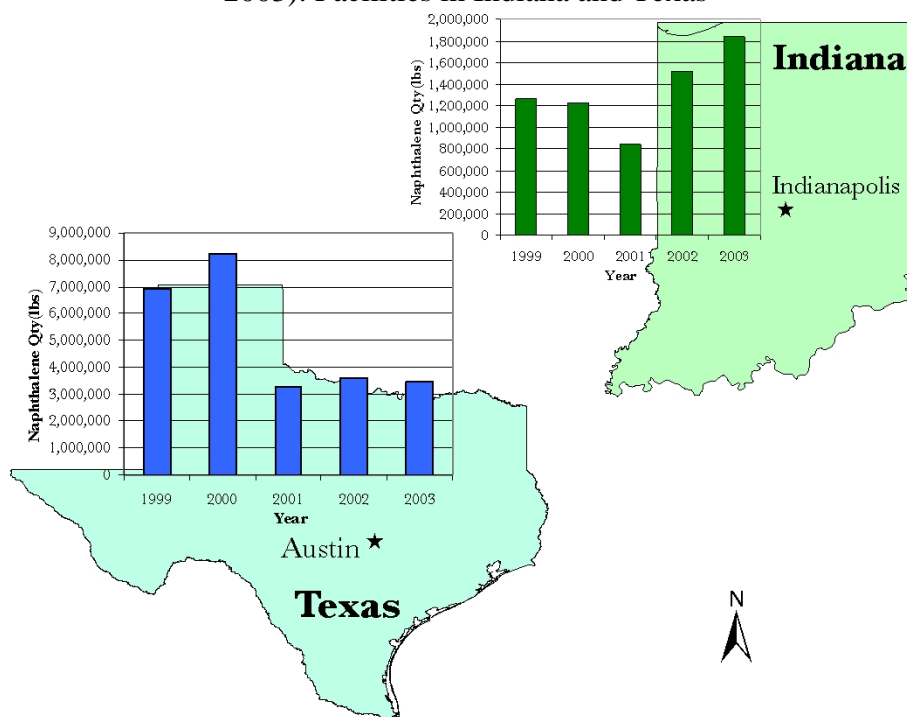 2003): Facilities in Indiana and Texas
Indiana
Naphthalene Qty(lbs)
2,000,000
1,800,000
1,600,000
1,400,000
1,200,000
1,000,000
800,000
600,000
400,000
200,000
0
1999 2000 2001 2002 2003
Year
Indianapolis
Naphthalene Qty(lbs)
9,000,000
8,000,000
7,000,000
6,000,000
5,000,000
4,000,000
3,000,000
2,000,000
1,000,000
0
1999 2000 2001 2002 2003
Year
Austin
Texas
N